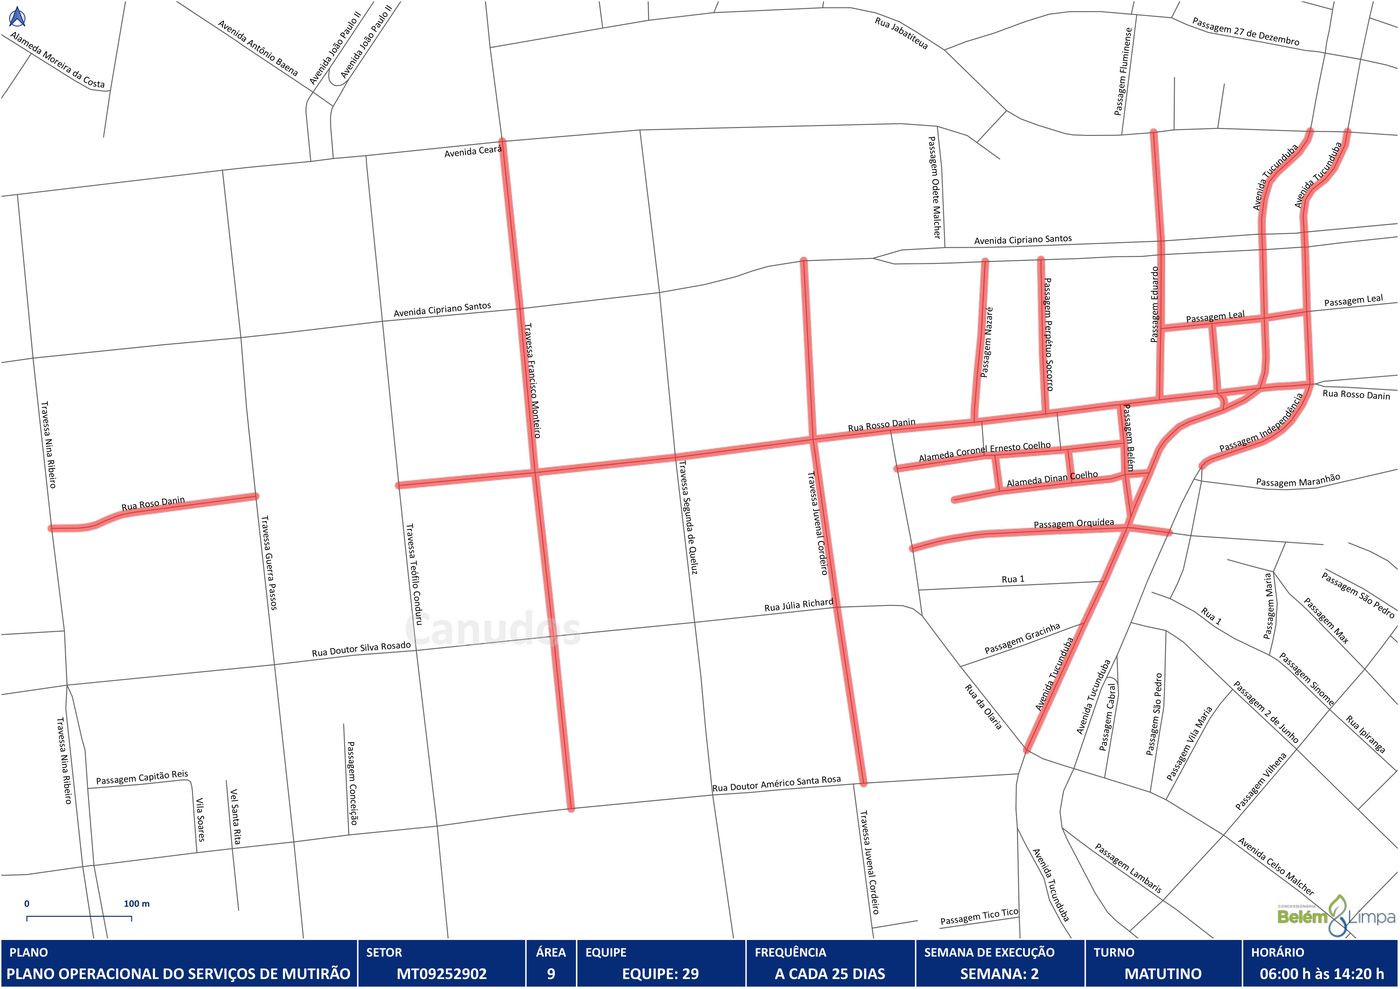 Alameda Moreira da Costa
Avenida Antônio Baena
Avenida João Paulo II
Avenida João Paulo II
Rua Jabatiteua
Passagem Fluminense
Passagem 27 de Dezembro
Avenida Ceará
Passagem Odete Malcher
Avenida Tucunduba
Avenida Tucunduba
Avenida Cipriano Santos
Avenida Cipriano Santos
Passagem Eduardo
Passagem Perpétuo Socorro
Passagem Nazaré
Passagem Leal
Passagem Leal
Travessa Francisco Monteiro
Travessa Nina Ribeiro
Rua Rosso Danin
Rua Rosso Danin
Passagem Belém
Passagem Independência
Alameda Coronel Ernesto Coelho
Alameda Dinan Coelho
Passagem Maranhão
Rua Roso Danin
Travessa Guerra Passos
Travessa Teófilo Conduru
Travessa Segunda de Queluz
Travessa Juvenal Cordeiro
Passagem Orquídea
Rua 1
Passagem Maria
Passagem São Pedro
Passagem Max
Rua 1
Rua Júlia Richard
Canudos
Rua Doutor Silva Rosado
Passagem Gracinha
Avenida Tucunduba
Avenida Tucunduba
Passagem Cabral
Passagem São Pedro
Passagem Vila Maria
Passagem 2 de Junho
Passagem Sinome
Rua Ipiranga
Passagem Vilhena
Rua da Olaria
Travessa Nina Ribeiro
Passagem Capitão Reis
Vila Soares
Vel Santa Rita
Passagem Conceição
Rua Doutor Américo Santa Rosa
Travessa Juvenal Cordeiro
Passagem Tico Tico
Avenida Tucunduba
Passagem Lambaris
Avenida Celso Malcher
0 100 m
CONCESSIONÁRIA
Belém Limpa
PLANO
PLANO OPERACIONAL DO SERVIÇOS DE MUTIRÃO
SETOR
MT09252902
ÁREA
9
EQUIPE
EQUIPE: 29
FREQUÊNCIA
A CADA 25 DIAS
SEMANA DE EXECUÇÃO
SEMANA: 2
TURNO
MATUTINO
HORÁRIO
06:00 h às 14:20 h